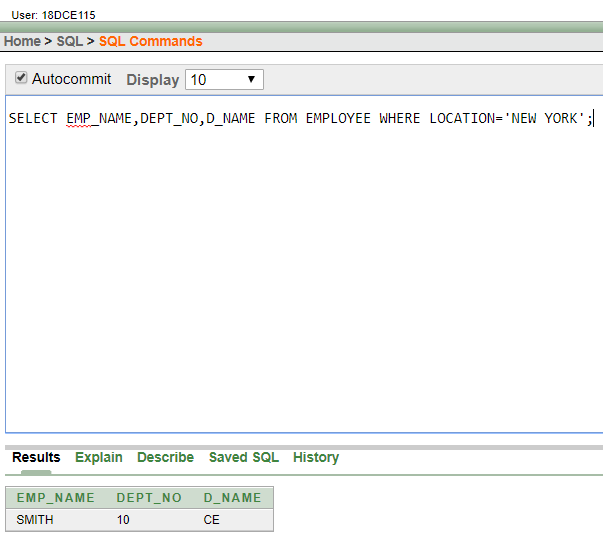 User: 18DCE115
Home > SQL > SQL Commands
Autocommit Display 10
SELECT EMP_NAME,DEPT_NO,D_NAME FROM EMPLOYEE WHERE LOCATION='NEW YORK';
Results Explain Describe Saved SQL History
EMP_NAME DEPT_NO D_NAME
SMITH 10 CE